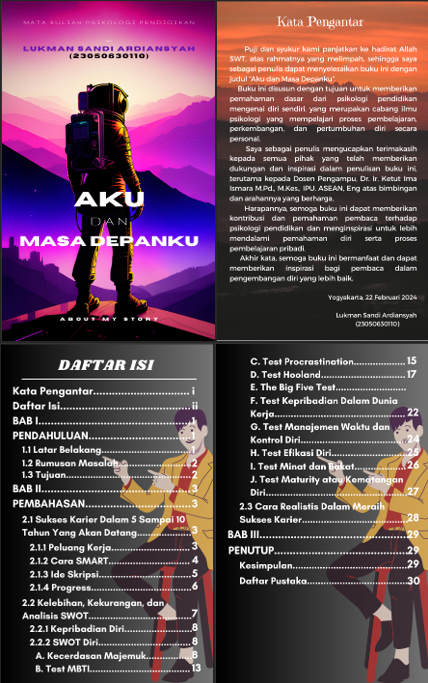 MATA KULIAH PSIKOLOGI PENDIDIKAN
LUKMAN SANDI ARDIANSYAH
(23050630110)
AKU
DAN
MASA DEPANKU
ABOUT MY STORY
Kata Pengantar
Puji dan syukur kami panjatkan ke hadirat Allah
SWT, atas rahmatnya yang melimpah, sehingga saya
sebagai penulis dapat menyelesaikan buku ini dengan
judul "Aku dan Masa Depanku".
Buku ini disusun dengan tujuan untuk memberikan
pemahaman dasar dari psikologi pendidikan
mengenai diri sendiri, yang merupakan cabang ilmu
psikologi yang mempelajari proses pembelajaran,
perkembangan, dan pertumbuhan diri secara
personal.
Saya sebagai penulis mengucapkan terimakasih
kepada semua pihak yang telah memberikan
dukungan dan inspirasi dalam penulisan buku ini,
terutama kepada Dosen Pengampu, Dr. Ir. Ketut Ima
Ismara M.Pd., M.Kes., IPU. ASEAN, Eng atas bimbingan
dan arahannya yang berharga.
Harapannya, semoga buku ini dapat memberikan
kontribusi dan pemahaman pembaca terhadap
psikologi pendidikan dan menginspirasi untuk lebih
mendalami pemahaman diri serta proses
pembelajaran pribadi.
Akhir kata, semoga buku ini bermanfaat dan dapat
memberikan inspirasi bagi pembaca dalam
pengembangan diri yang lebih baik.
Yogyakarta, 22 Februari 2024
Lukman Sandi Ardiansyah
(23050630110)
DAFTAR ISI
Kata Pengantar.......................... i
Daftar Isi.................................. ii
BAB I........................................ 1
PENDAHULUAN.......................... 1
1.1 Latar Belakang...................... 1
1.2 Rumusan Masalah..................2
1.3 Tujuan................................ 2
BAB II....................................... 3
PEMBAHASAN............................ 3
2.1 Sukses Karier Dalam 5 Sampai 10
Tahun Yang Akan Datang............ 3
2.1.1 Peluang Kerja.................... 3
2.1.2 Cara SMART..................... 4
2.1.3 Ide Skripsi........................ 5
2.1.4 Progress........................... 6
2.2 Kelebihan, Kekurangan, dan
Analisis SWOT........................... 7
2.2.1 Kepribadian Diri................. 8
2.2.2 SWOT Diri........................ 8
A. Kecerdasan Majemuk........... 8
B. Test MBTI.......................... 13
C. Test Procrastination............. 15
D. Test Hooland...................... 17
E. The Big Five Test.....................
F. Test Kepribadian Dalam Dunia
Kerja.................................... 22
G. Test Manajemen Waktu dan
Kontrol Diri........................... 24
H. Test Efikasi Diri...................25
I. Test Minat dan Bakat............26
J. Test Maturity atau Kematangan
Diri.......................................27
2.3 Cara Realistis Dalam Meraih
Sukses Karier...........................28
BAB III.....................................29
PENUTUP.................................29
Kesimpulan............................29
Daftar Pustaka....................... 30